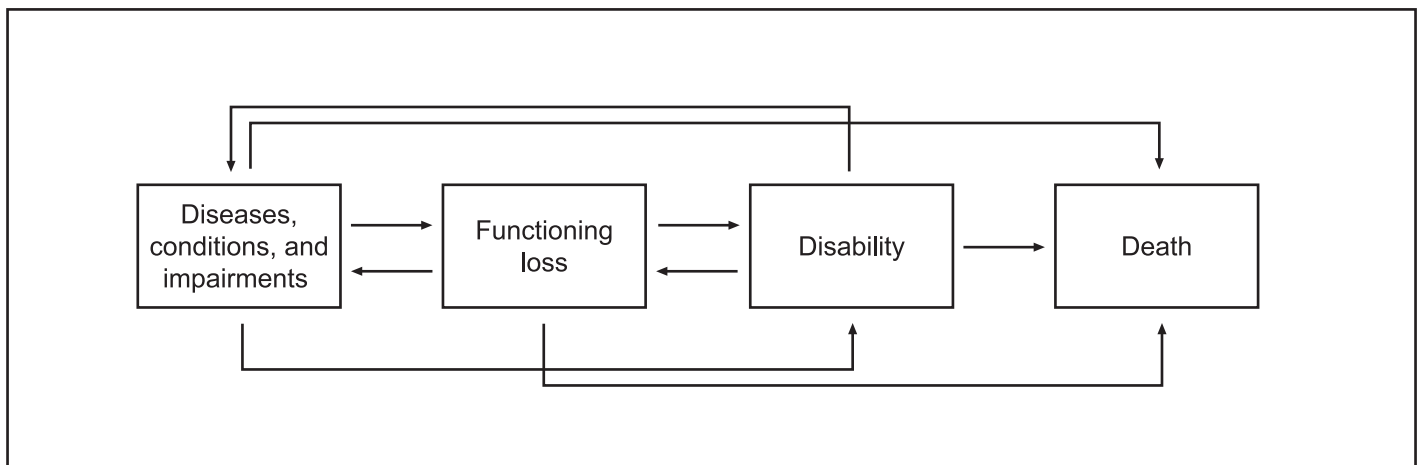 Diseases,
conditions, and
impairments
Functioning
loss
Disability
Death